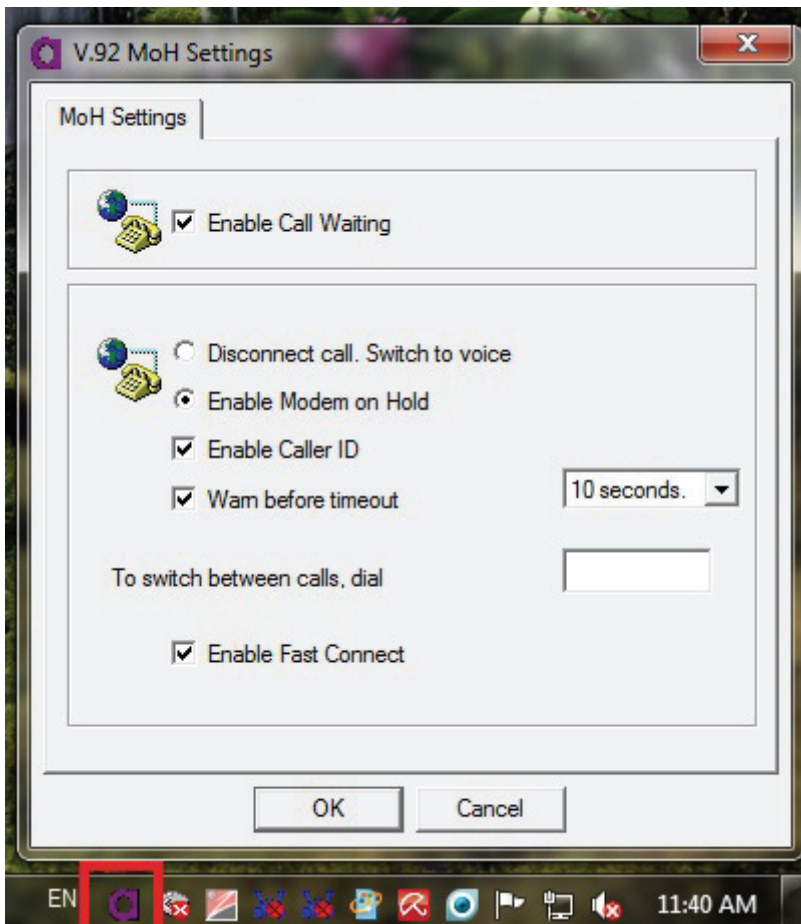 V.92 MoH Settings
MoH Settings
Enable Call Waiting
Disconnect call. Switch to voice
Enable Modem on Hold
Enable Caller ID
Warn before timeout
10 seconds.
To switch between calls, dial
Enable Fast Connect
OK
Cancel
EN
11:40 AM